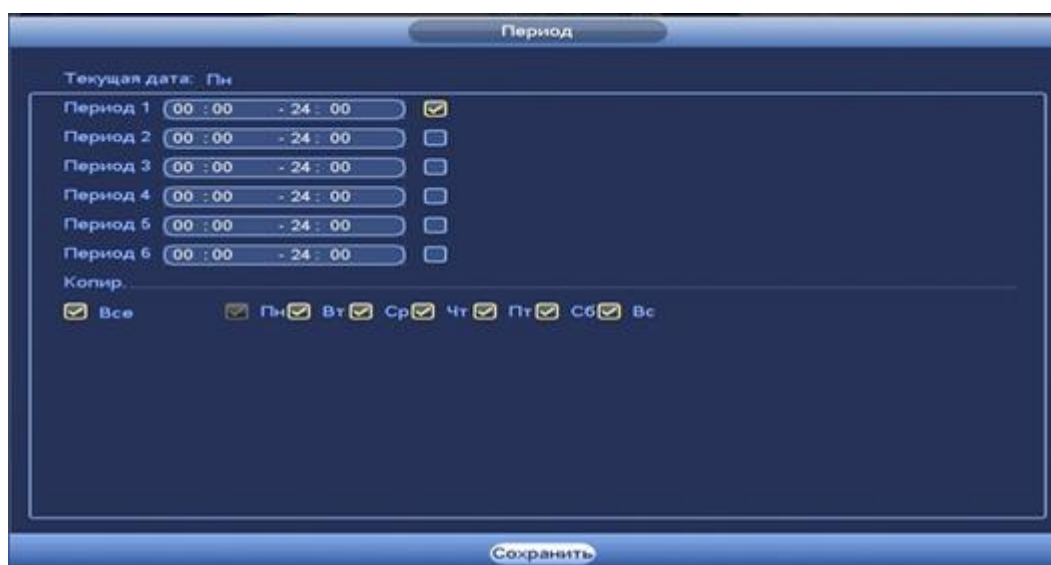 Период
Текущая дата: Пн
Период 1 00 : 00 - 24 : 00
Период 2 00 : 00 - 24 : 00
Период 3 00 : 00 - 24 : 00
Период 4 00 : 00 - 24 : 00
Период 5 00 : 00 - 24 : 00
Период 6 00 : 00 - 24 : 00
Копир.
Все Пн Вт Ср Чт Пт Сб Вс
Сохранить